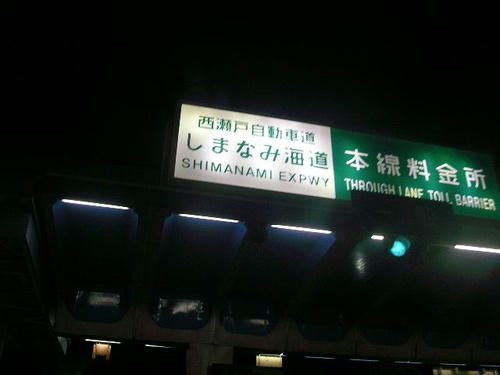 西瀬戸自動車道
しまなみ海道
SHIMANAMI EXPWY
本線料金所
THROUGH LANE TOLL BARRIER